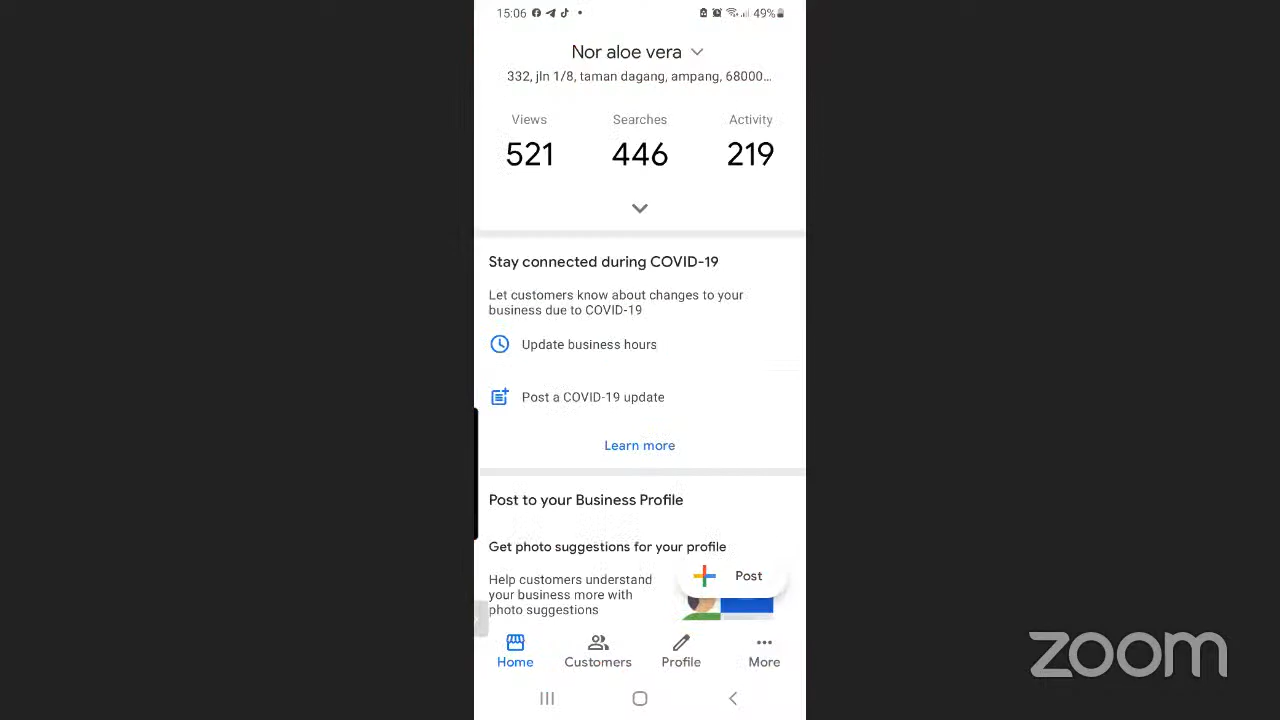 15:06
49%
Nor aloe vera
332, jln 1/8, taman dagang, ampang, 68000...
Views Searches Activity
521 446 219
Stay connected during COVID-19
Let customers know about changes to your
business due to COVID-19
Update business hours
Post a COVID-19 update
Learn more
Post to your Business Profile
Get photo suggestions for your profile
Post
Help customers understand
your business more with
photo suggestions
Home Customers Profile More
zoom